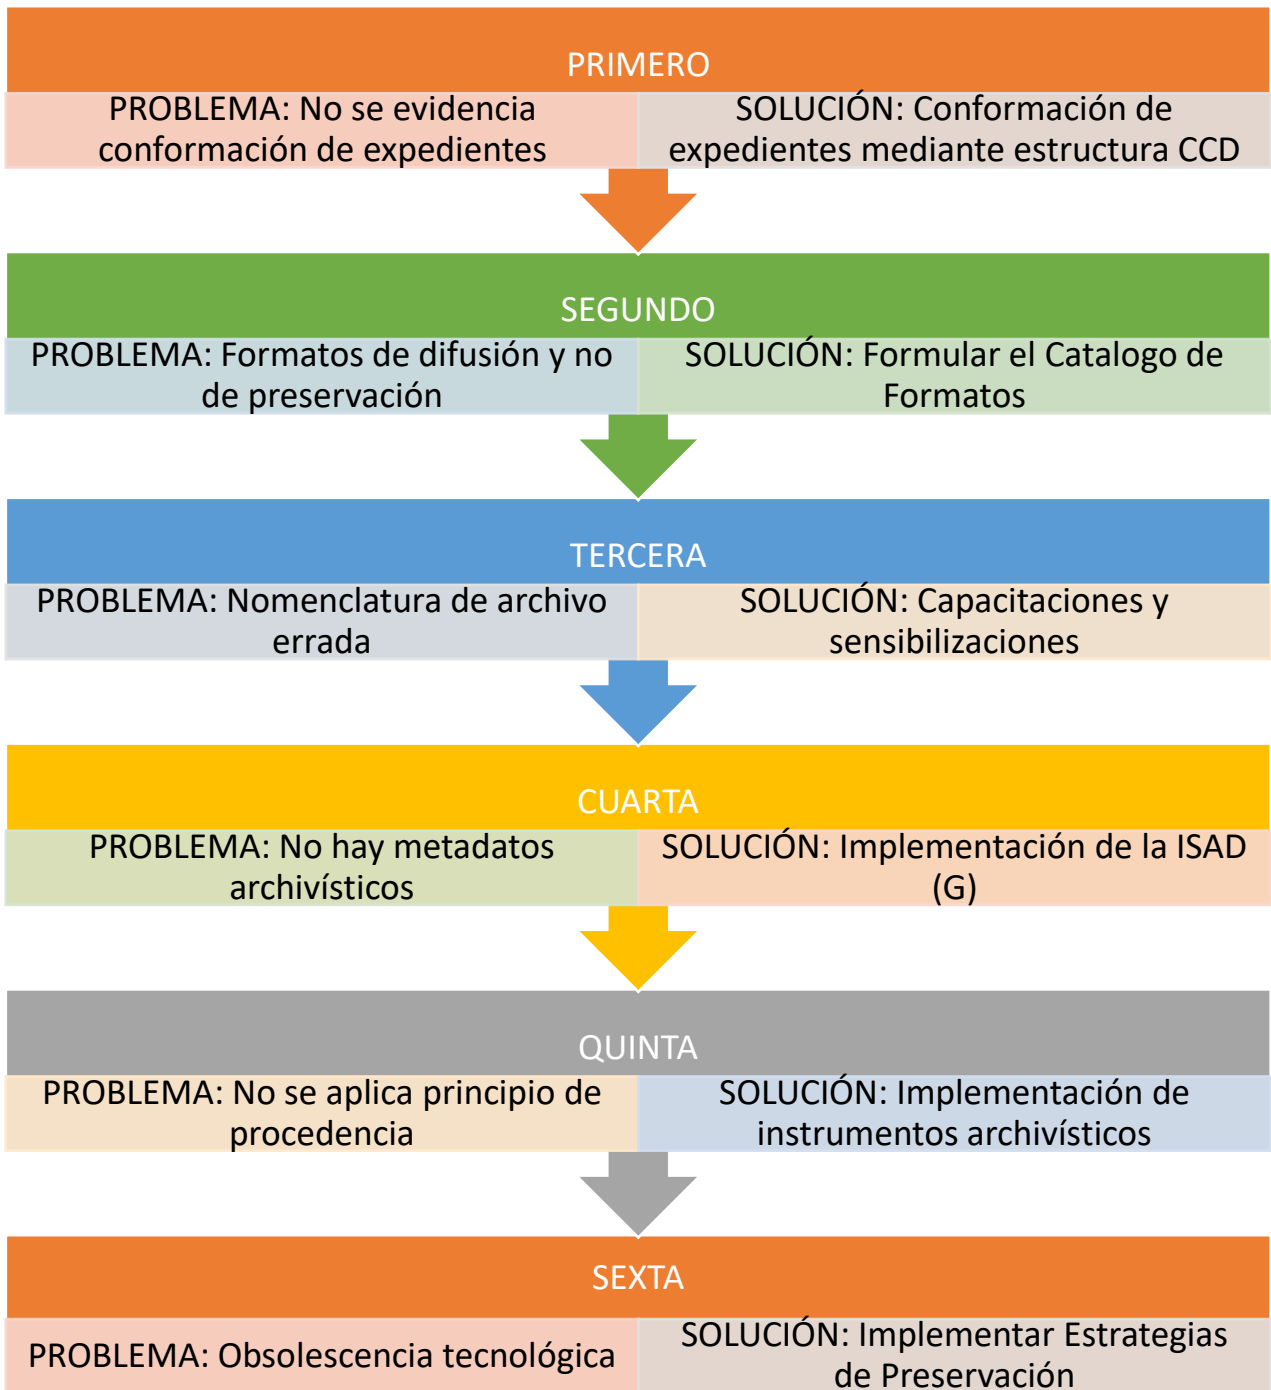 PRIMERO
PROBLEMA: No se evidencia
conformación de expedientes
SOLUCIÓN: Conformación de
expedientes mediante estructura CCD
SEGUNDO
PROBLEMA: Formatos de difusión y no
de preservación
SOLUCIÓN: Formular el Catalogo de
Formatos
TERCERA
PROBLEMA: Nomenclatura de archivo
errada
SOLUCIÓN: Capacitaciones y
sensibilizaciones
CUARTA
PROBLEMA: No hay metadatos
archivísticos
SOLUCIÓN: Implementación de la ISAD
(G)
QUINTA
PROBLEMA: No se aplica principio de
procedencia
SOLUCIÓN: Implementación de
instrumentos archivísticos
SEXTA
PROBLEMA: Obsolescencia tecnológica
SOLUCIÓN: Implementar Estrategias
de Preservación